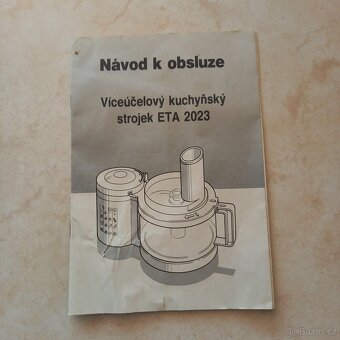 Návod k obsluze
Víceúčelový kuchyňský
strojek ETA 2023